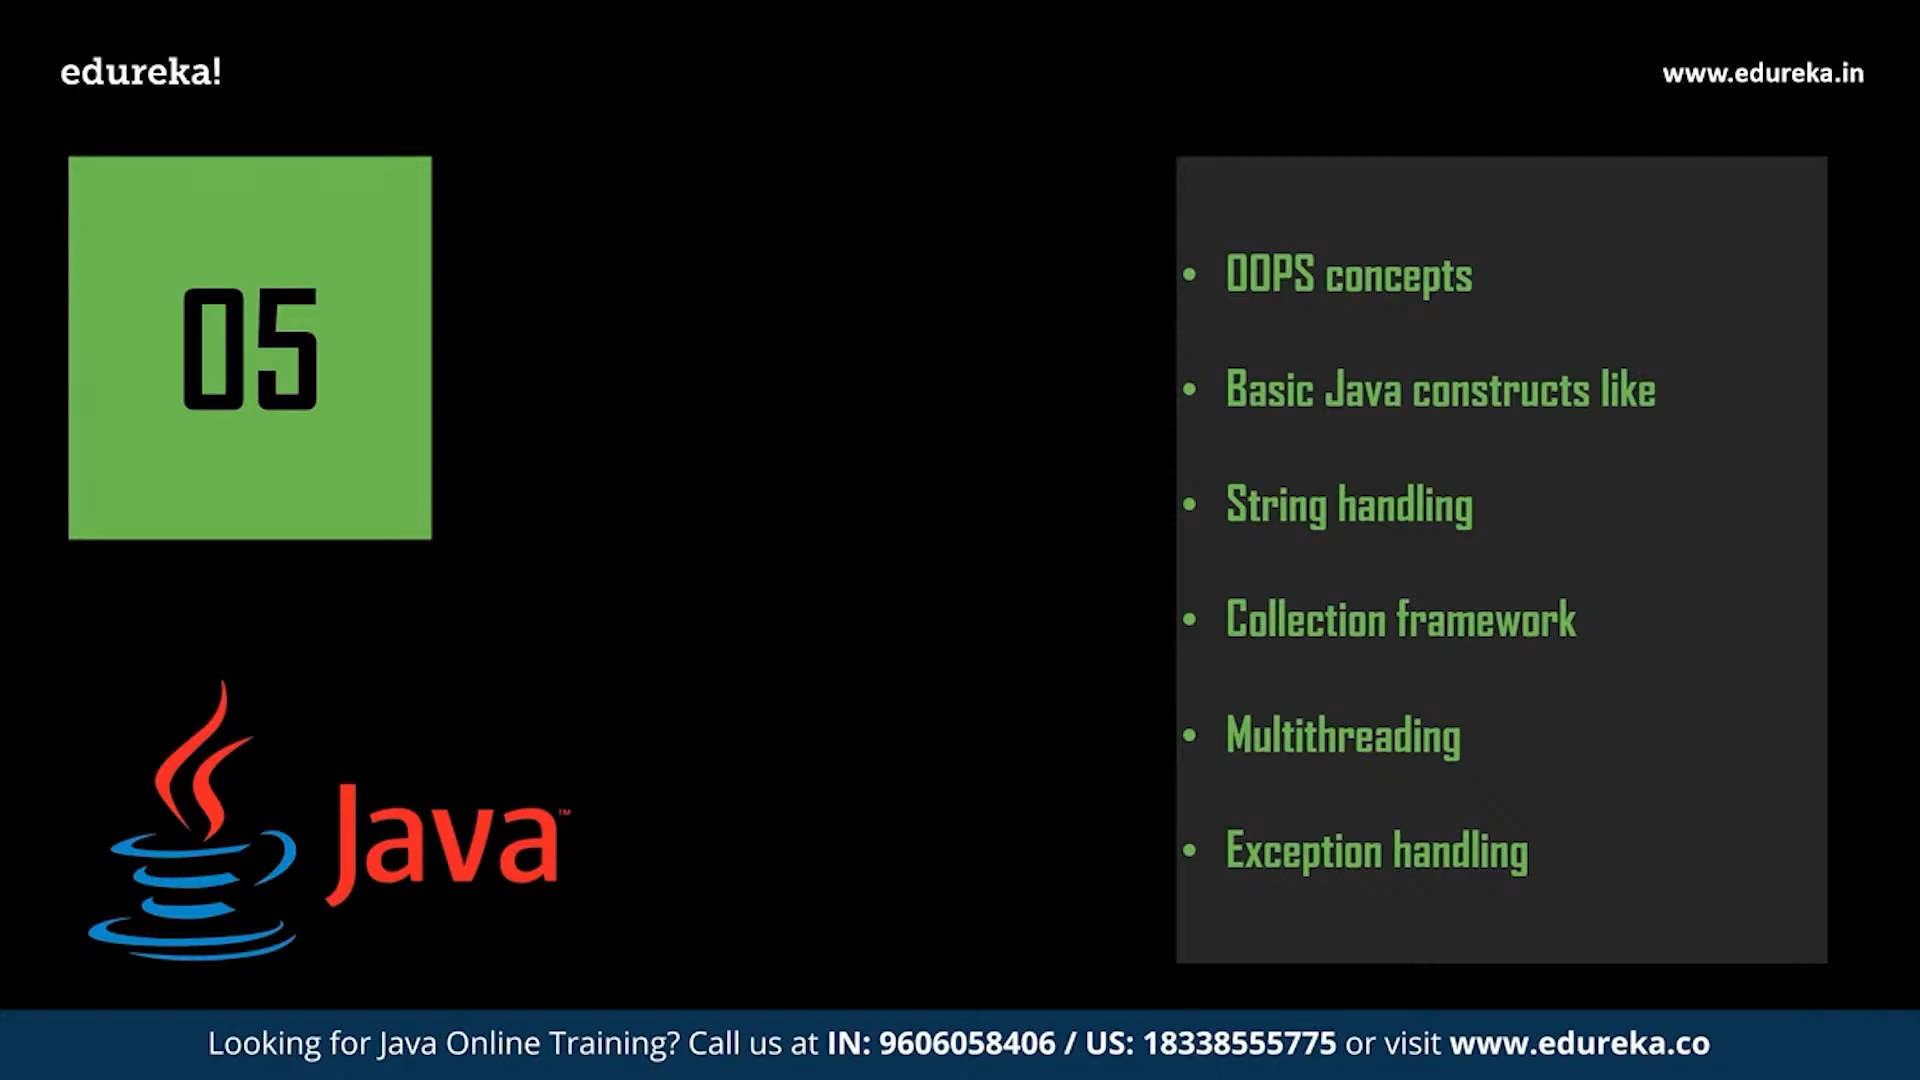 edureka!
www.edureka.in
05
• OOPS concepts
• Basic Java constructs like
• String handling
• Collection framework
• Multithreading
• Exception handling
Java™
Looking for Java Online Training? Call us at IN: 9606058406 / US: 18338555775 or visit www.edureka.co